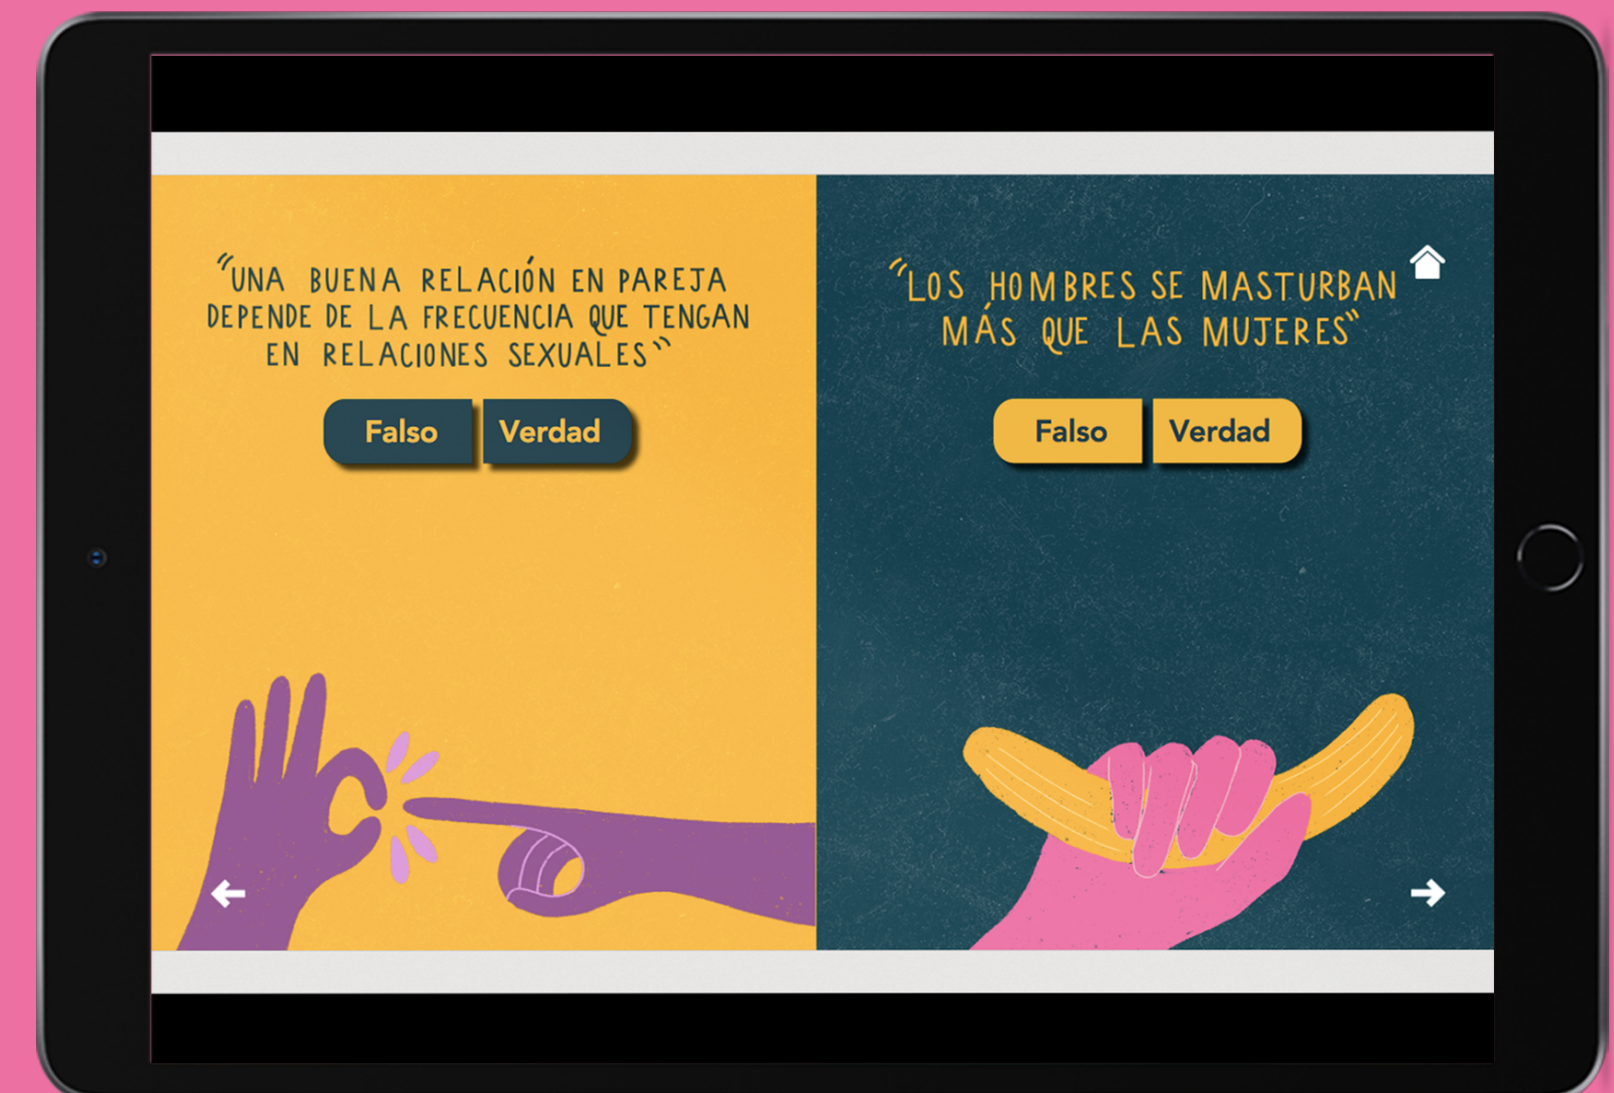 “UNA BUENA RELACIÓN EN PAREJA
DEPENDE DE LA FRECUENCIA QUE TENGAN
EN RELACIONES SEXUALES”
Falso
Verdad
“LOS HOMBRES SE MASTURBAN
MÁS QUE LAS MUJERES”
Falso
Verdad